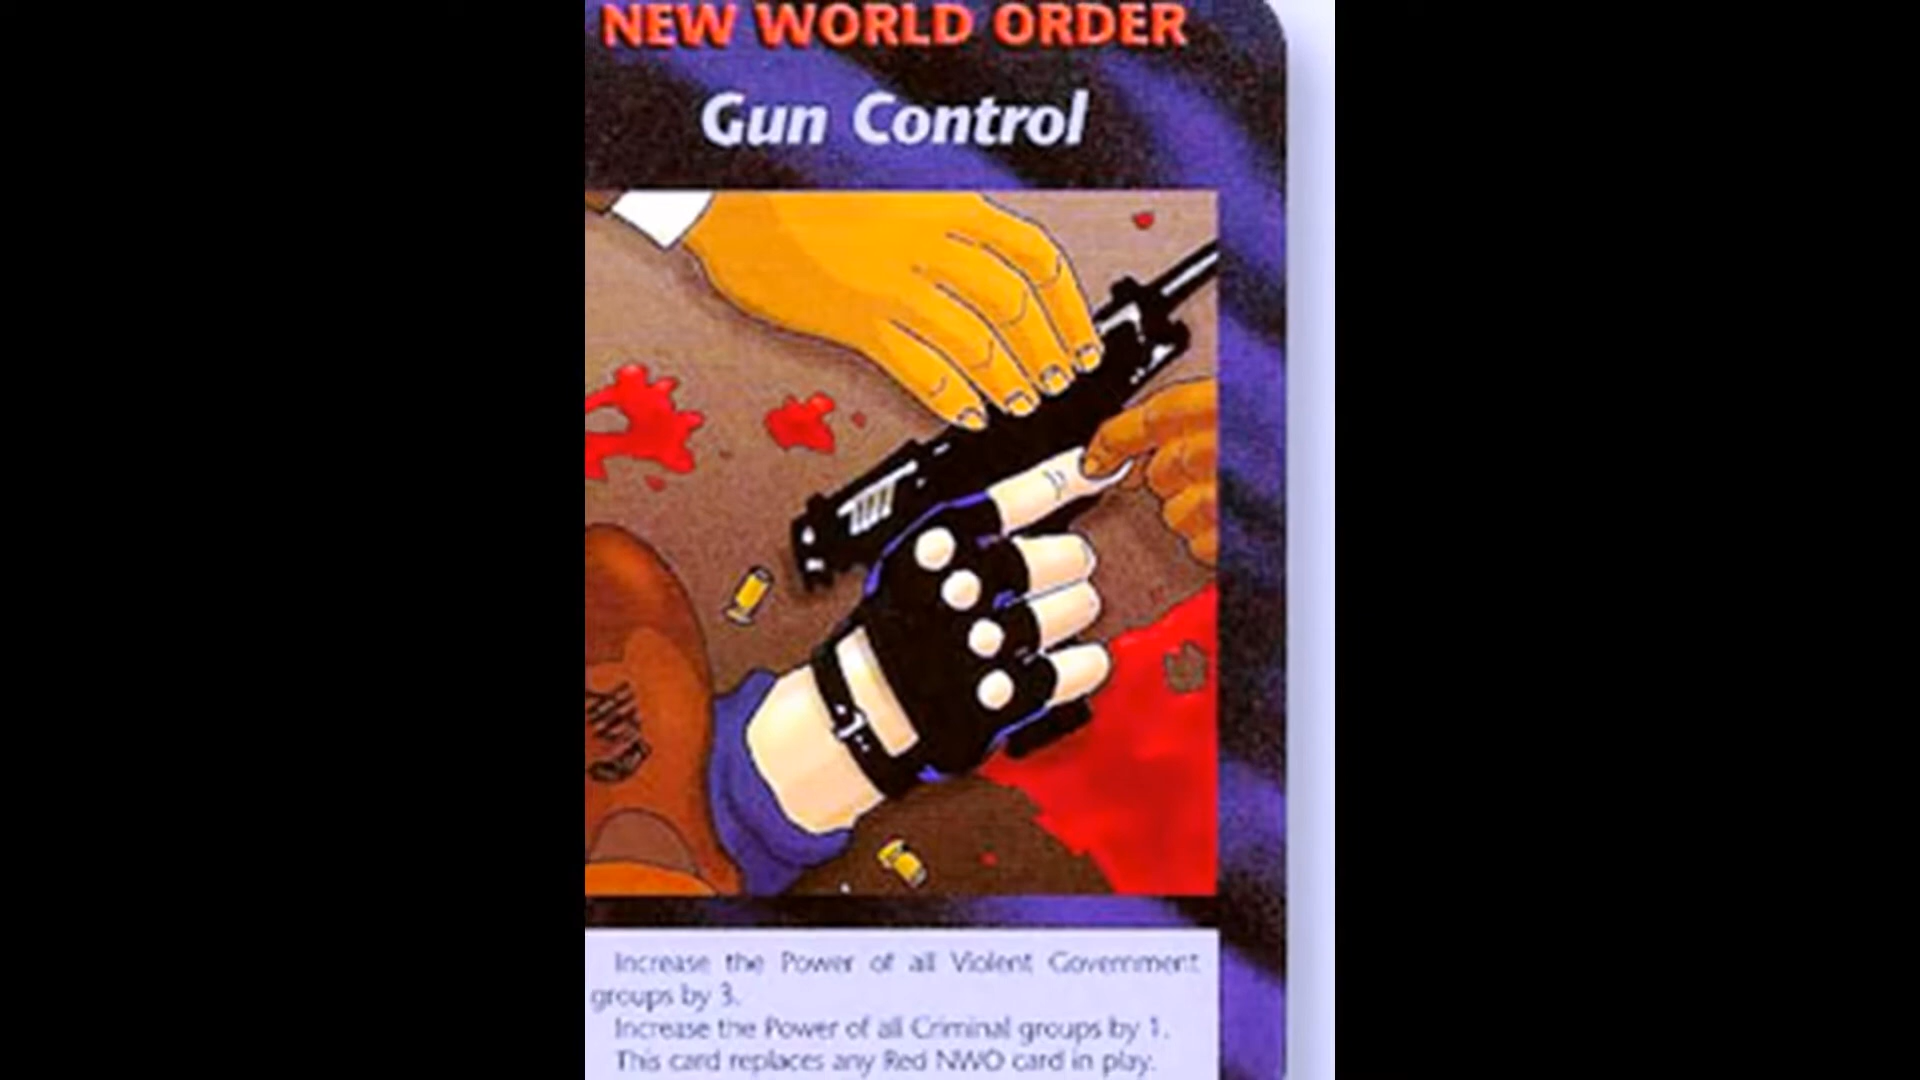 NEW WORLD ORDER
Gun Control
Increase the Power of all Violent Government
groups by 3.
Increase the Power of all Criminal groups by 1.
This card replaces any Red NWO card in play.